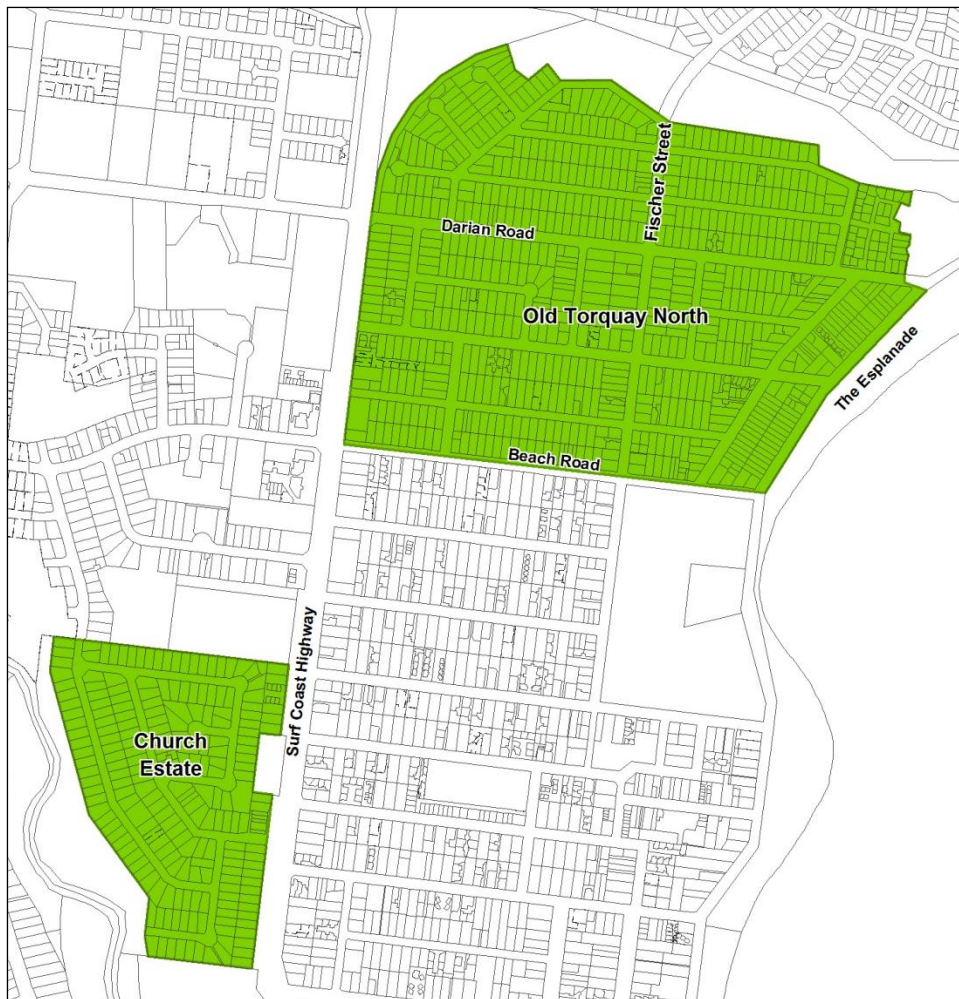 Fischer Street
Darian Road
Old Torquay North
The Esplanade
Beach Road
Surf Coast Highway
Church
Estate